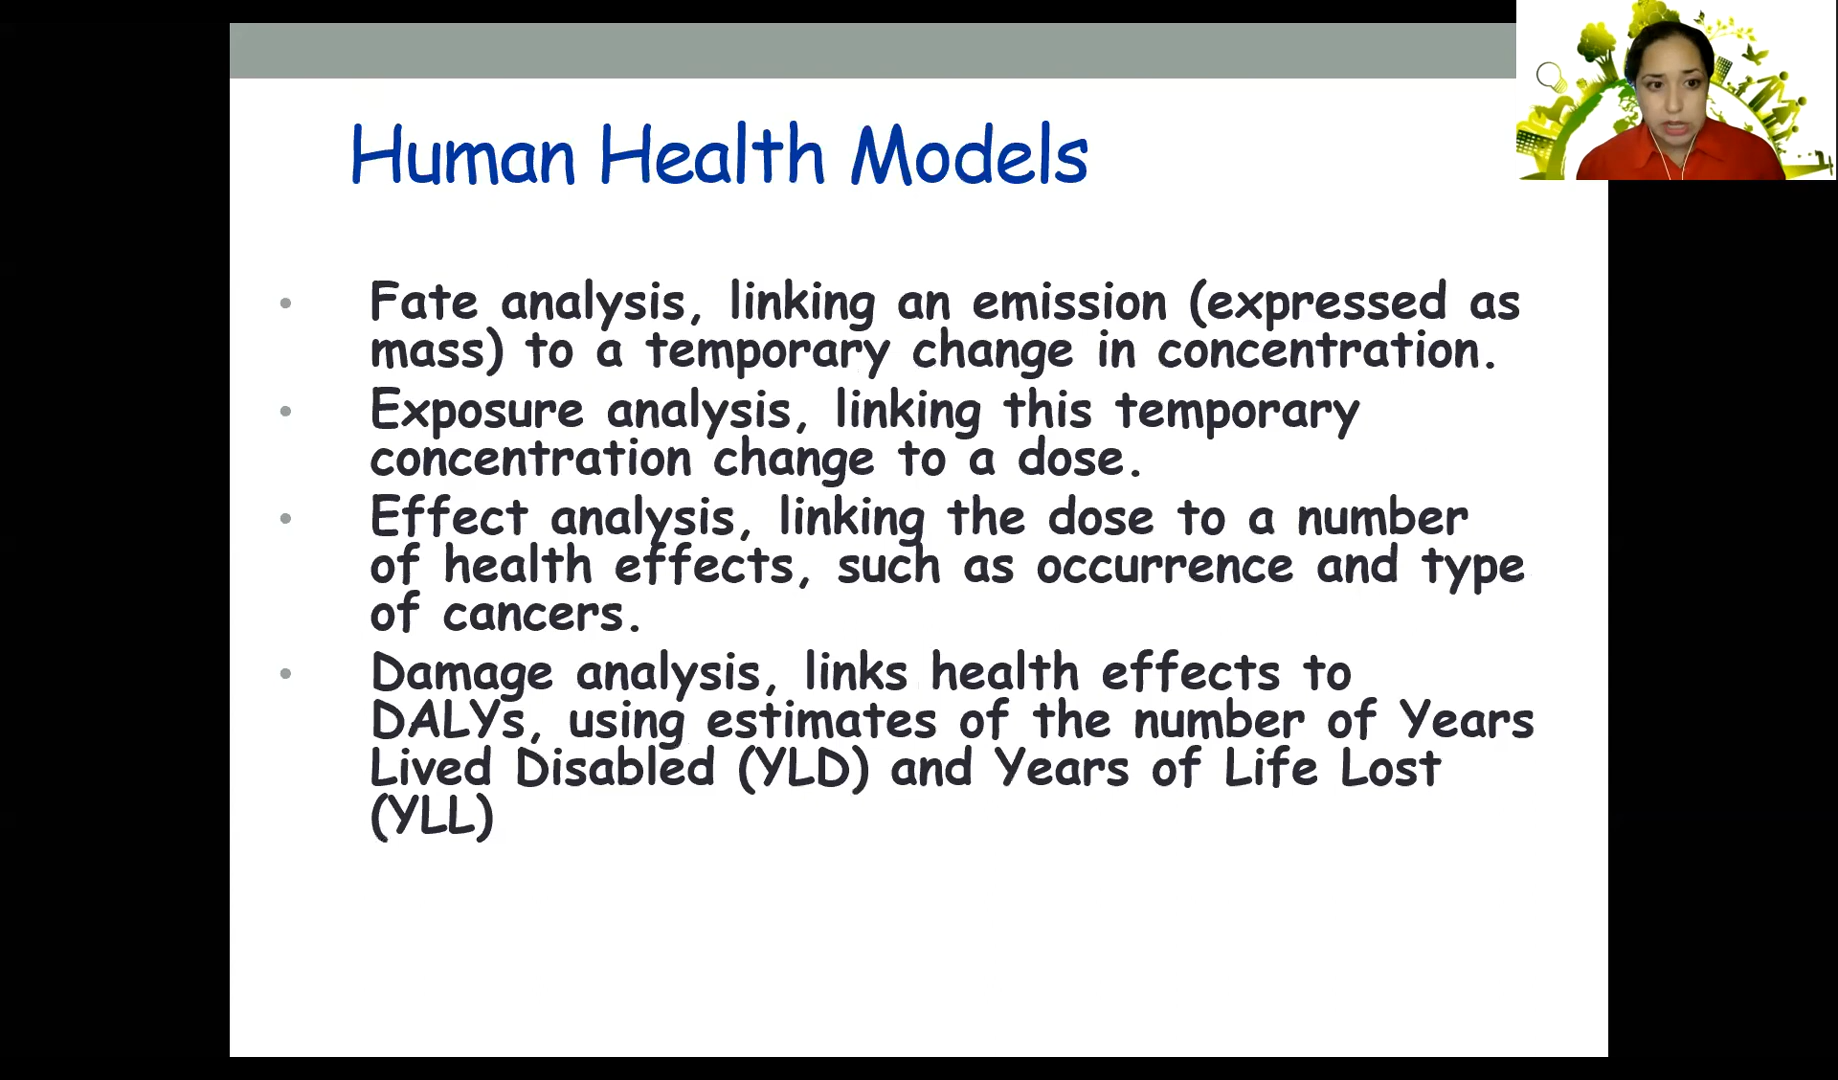 Human Health Models
• Fate analysis, linking an emission (expressed as
mass) to a temporary change in concentration.
• Exposure analysis, linking this temporary
concentration change to a dose.
• Effect analysis, linking the dose to a number
of health effects, such as occurrence and type
of cancers.
• Damage analysis, links health effects to
DALYs, using estimates of the number of Years
Lived Disabled (YLD) and Years of Life Lost
(YLL)